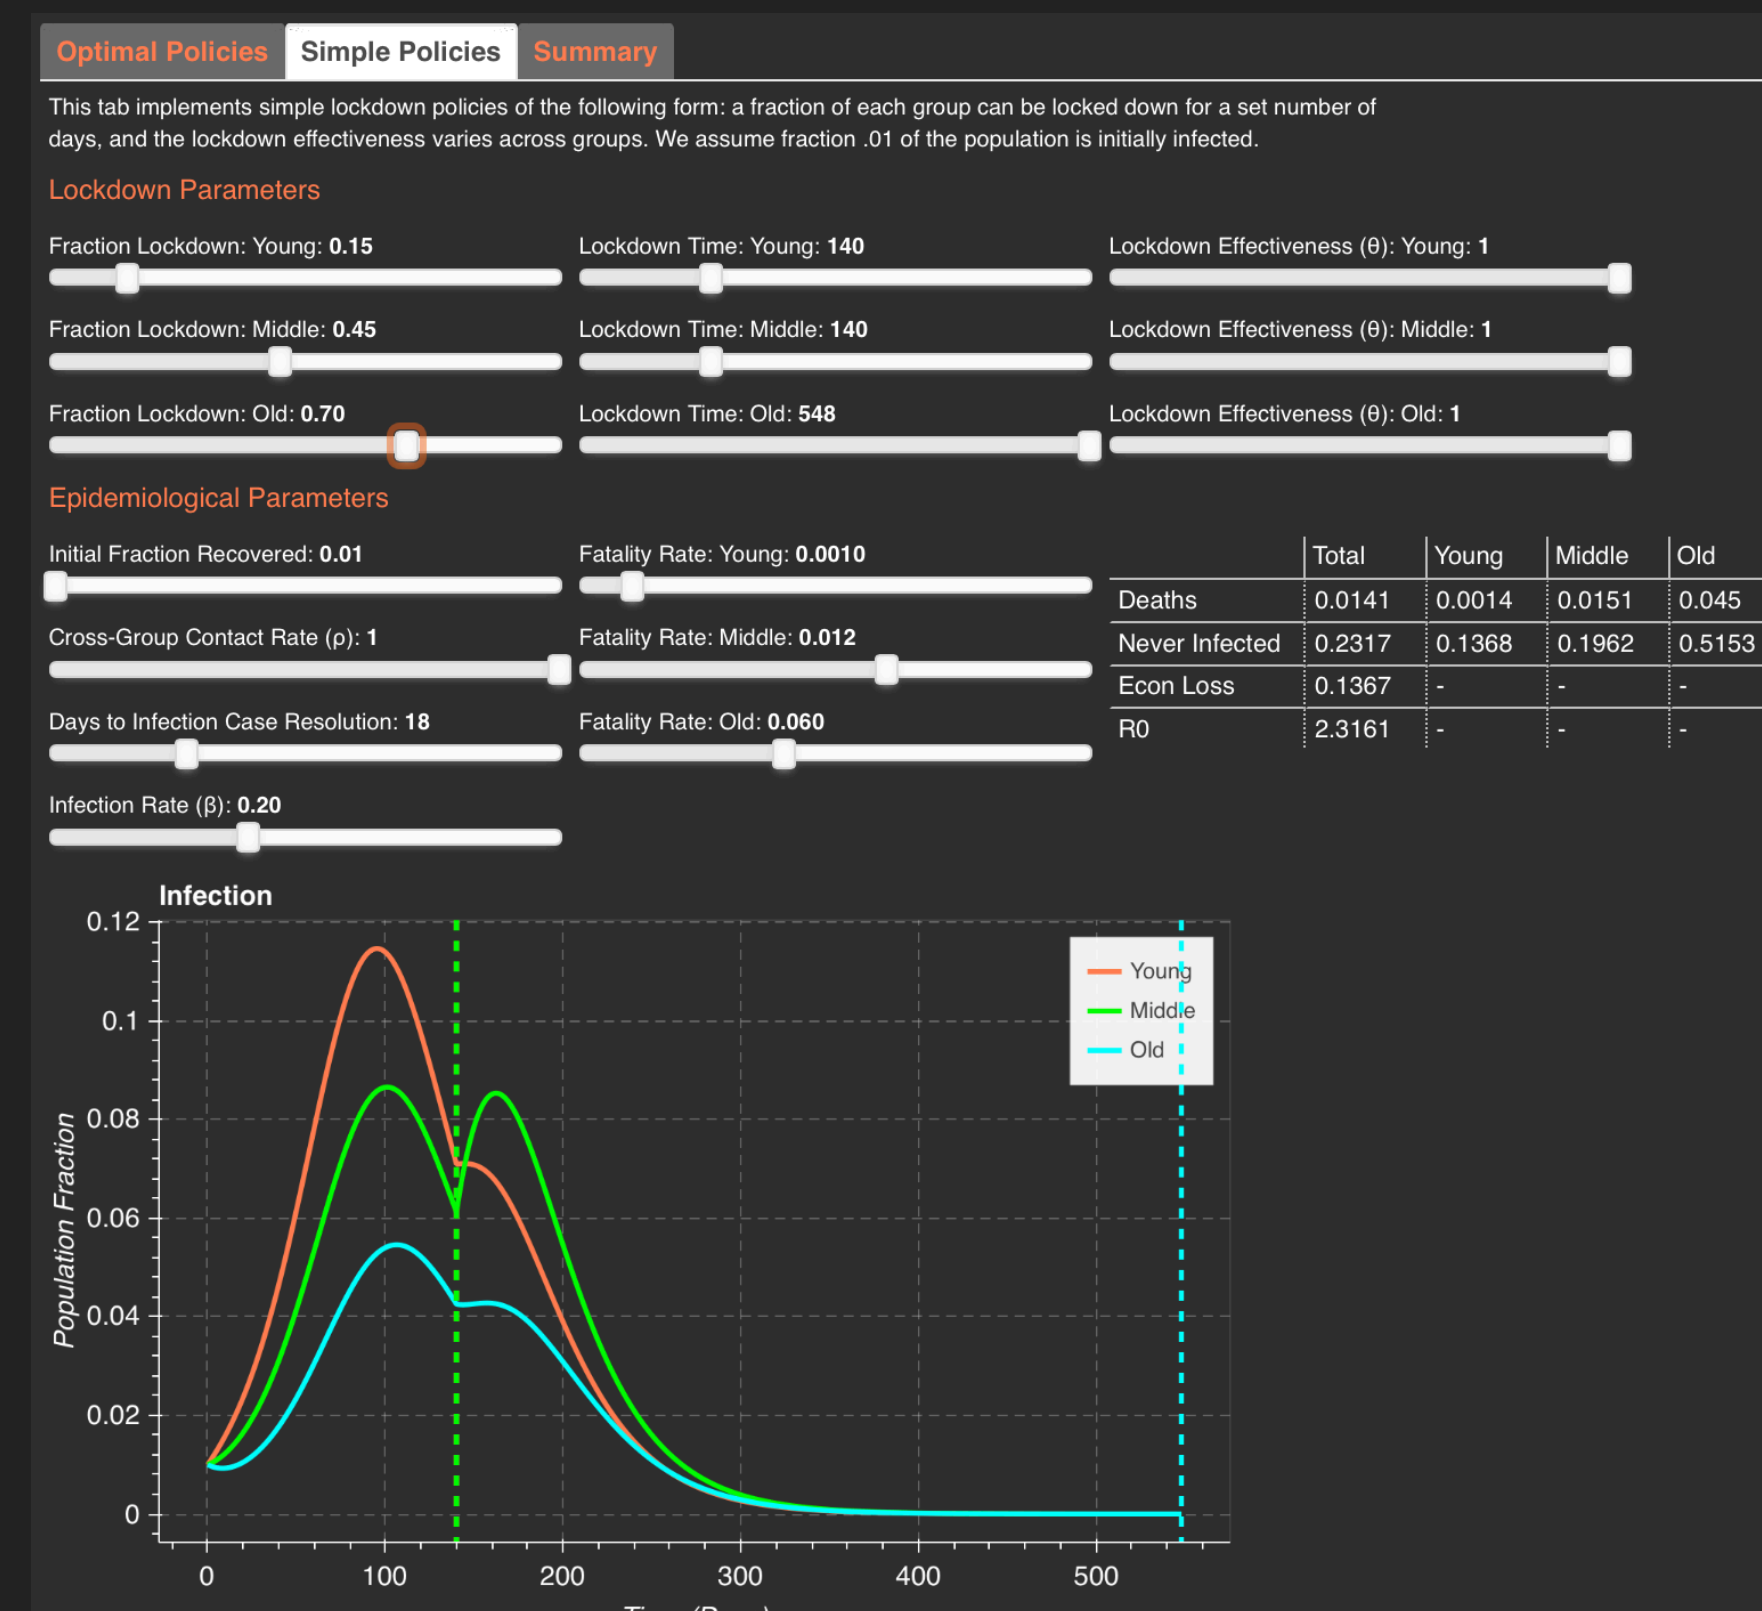 Optimal Policies Simple Policies Summary
This tab implements simple lockdown policies of the following form: a fraction of each group can be locked down for a set number of
days, and the lockdown effectiveness varies across groups. We assume fraction .01 of the population is initially infected.
Lockdown Parameters
Fraction Lockdown: Young: 0.15 Lockdown Time: Young: 140 Lockdown Effectiveness (θ): Young: 1
Fraction Lockdown: Middle: 0.45 Lockdown Time: Middle: 140 Lockdown Effectiveness (θ): Middle: 1
Fraction Lockdown: Old: 0.70 Lockdown Time: Old: 548 Lockdown Effectiveness (θ): Old: 1
Epidemiological Parameters
Initial Fraction Recovered: 0.01 Fatality Rate: Young: 0.0010
Cross-Group Contact Rate (ρ): 1 Fatality Rate: Middle: 0.012
Days to Infection Case Resolution: 18 Fatality Rate: Old: 0.060
Infection Rate (β): 0.20
Total Young Middle Old
Deaths 0.0141 0.0014 0.0151 0.045
Never Infected 0.2317 0.1368 0.1962 0.5153
Econ Loss 0.1367 - - -
R0 2.3161 - - -
Infection
0.12
0.1
0.08
0.06
0.04
0.02
0
Population Fraction
Young
Middle
Old
0 100 200 300 400 500